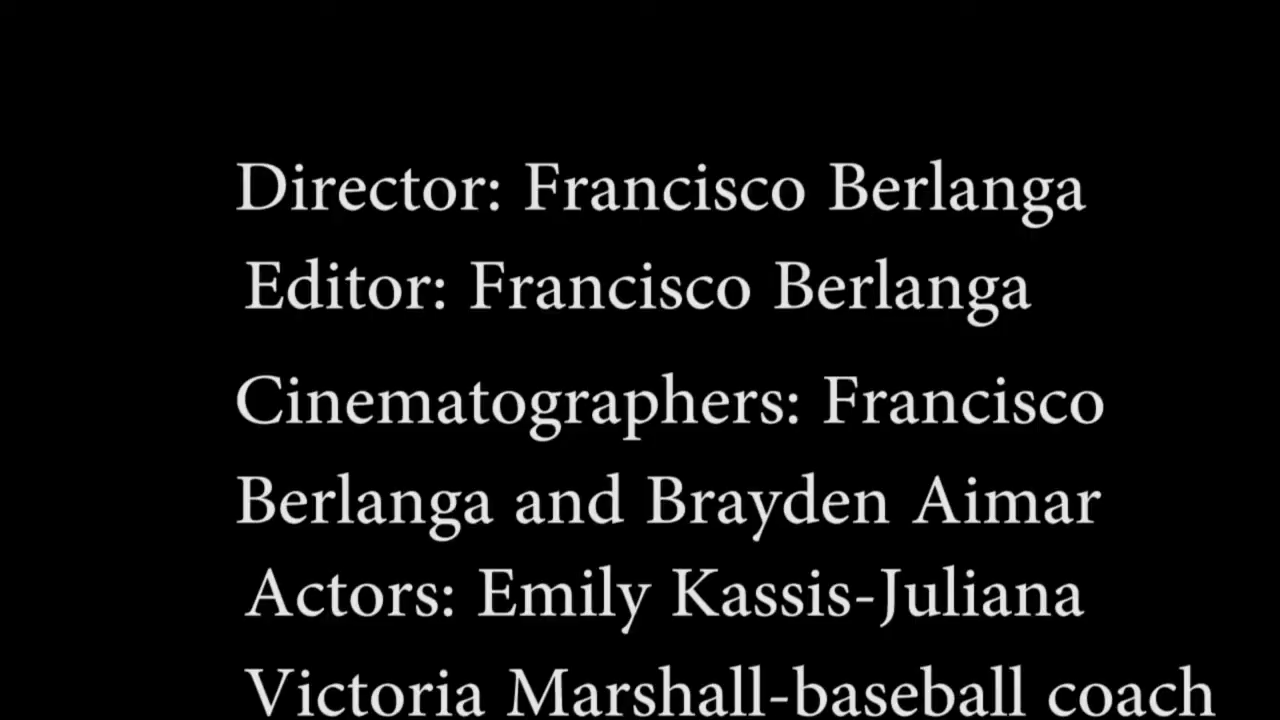 Director: Francisco Berlanga
Editor: Francisco Berlanga
Cinematographers: Francisco
Berlanga and Brayden Aimar
Actors: Emily Kassis-Juliana
Victoria Marshall-baseball coach